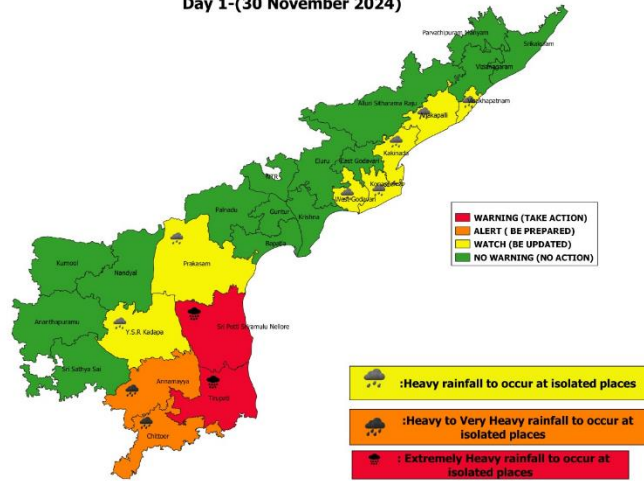 Day 1-(30 November 2024)
Parvathipuram Manyam
Srikakulam
Vizianagaram
Alluri Sitharama Raju
Anakapalli
Kakinada
Eluru
East Godavari
Konaseema
West Godavari
Palnadu
Guntur
Krishna
Bapatla
Prakasam
Kurnool
Nandyal
Ananthapuramu
Sri Sathya Sai
Y.S.R Kadapa
Sri Potti Sriramulu Nellore
Annamayya
Tirupati
Chittoor
WARNING (TAKE ACTION)
ALERT ( BE PREPARED)
WATCH (BE UPDATED)
NO WARNING (NO ACTION)
:Heavy rainfall to occur at isolated places
:Heavy to Very Heavy rainfall to occur at
isolated places
: Extremely Heavy rainfall to occur at
isolated places